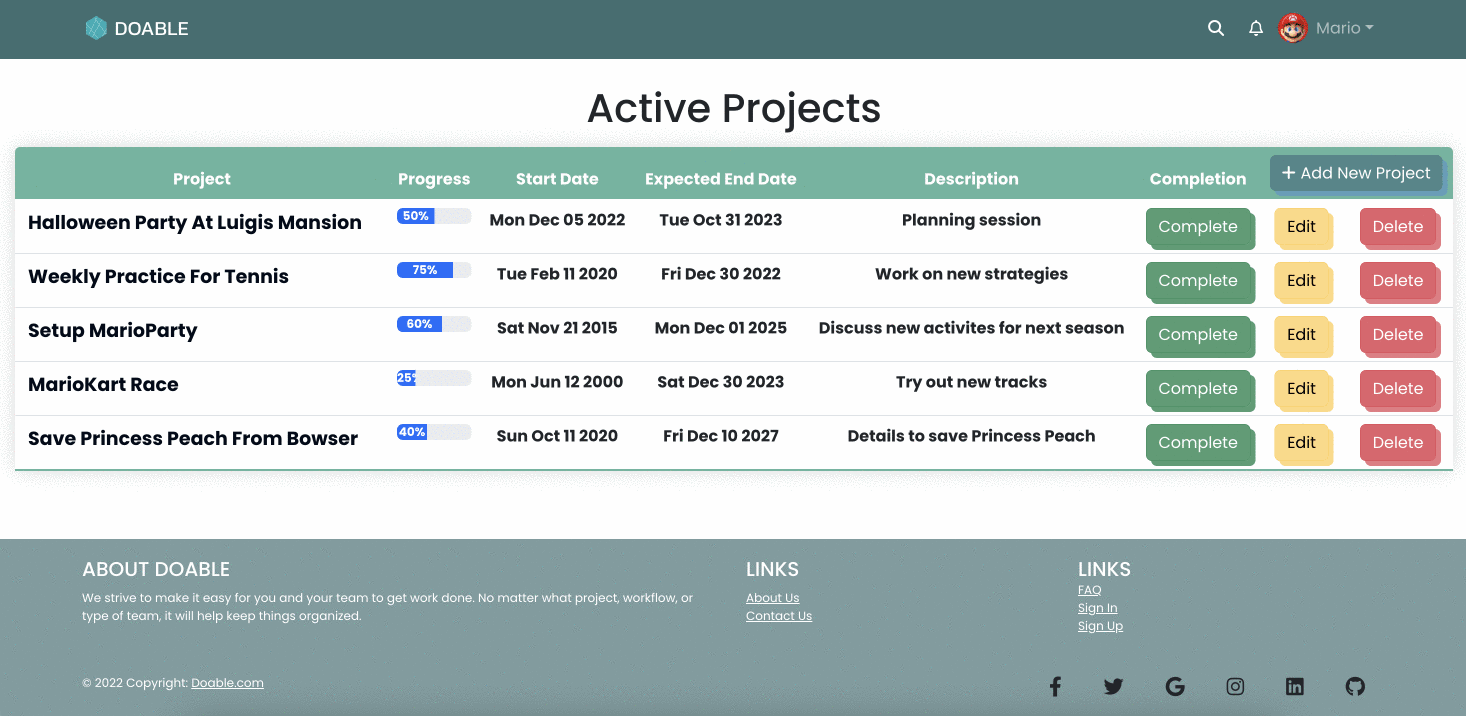 DOABLE
Mario
Active Projects
Project Progress Start Date Expected End Date Description Completion + Add New Project
Halloween Party At Luigis Mansion 50% Mon Dec 05 2022 Tue Oct 31 2023 Planning session Complete Edit Delete
Weekly Practice For Tennis 75% Tue Feb 11 2020 Fri Dec 30 2022 Work on new strategies Complete Edit Delete
Setup MarioParty 60% Sat Nov 21 2015 Mon Dec 01 2025 Discuss new activites for next season Complete Edit Delete
MarioKart Race 25% Mon Jun 12 2000 Sat Dec 30 2023 Try out new tracks Complete Edit Delete
Save Princess Peach From Bowser 40% Sun Oct 11 2020 Fri Dec 10 2027 Details to save Princess Peach Complete Edit Delete
ABOUT DOABLE
We strive to make it easy for you and your team to get work done. No matter what project, workflow, or
type of team, it will help keep things organized.
LINKS
About Us
Contact Us
LINKS
FAQ
Sign In
Sign Up
© 2022 Copyright: Doable.com